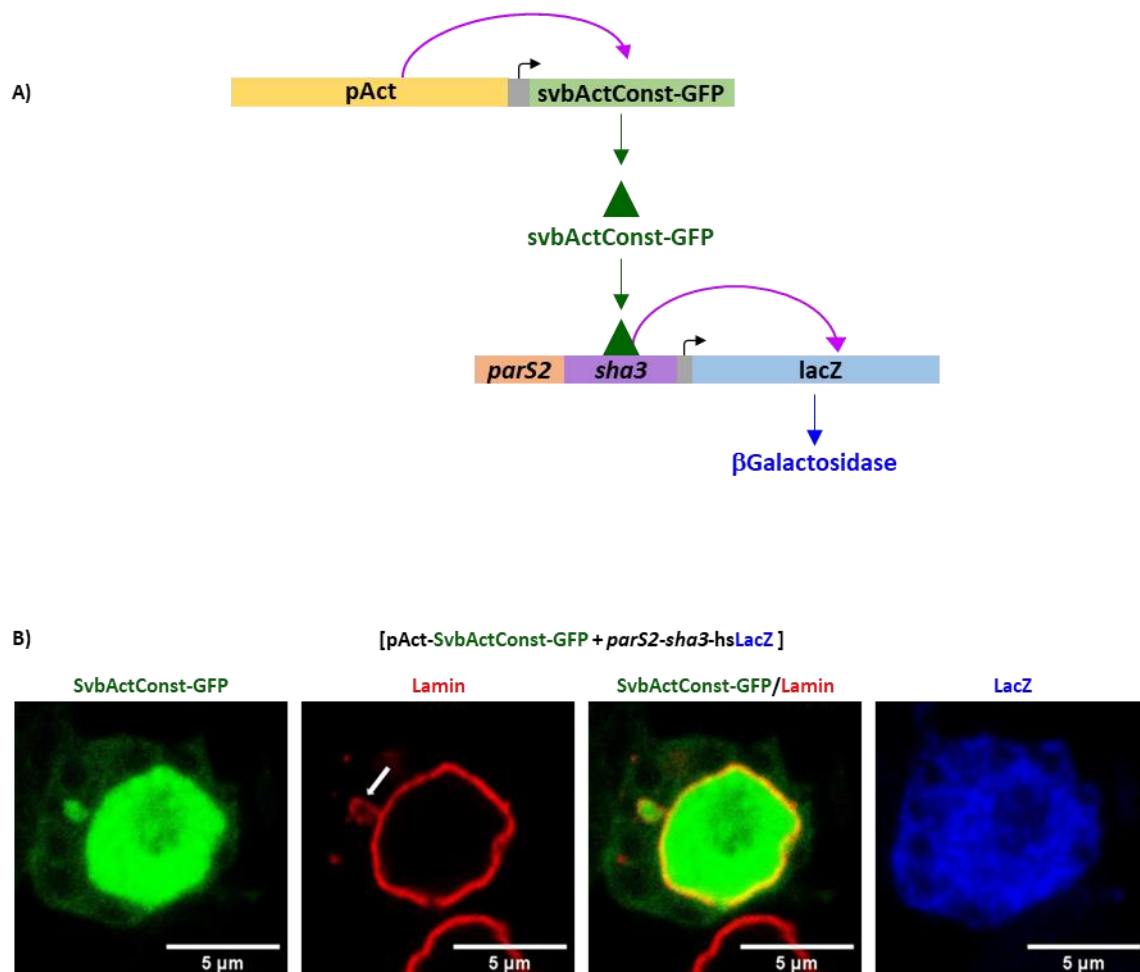 A)
pAct
svbActConst-GFP
svbActConst-GFP
parS2
sha3
lacZ
βGalactosidase
B)
[pAct-SvbActConst-GFP + parS2-sha3-hsLacZ ]
SvbActConst-GFP
Lamin
SvbActConst-GFP/Lamin
LacZ
5 µm
5 µm
5 µm
5 µm